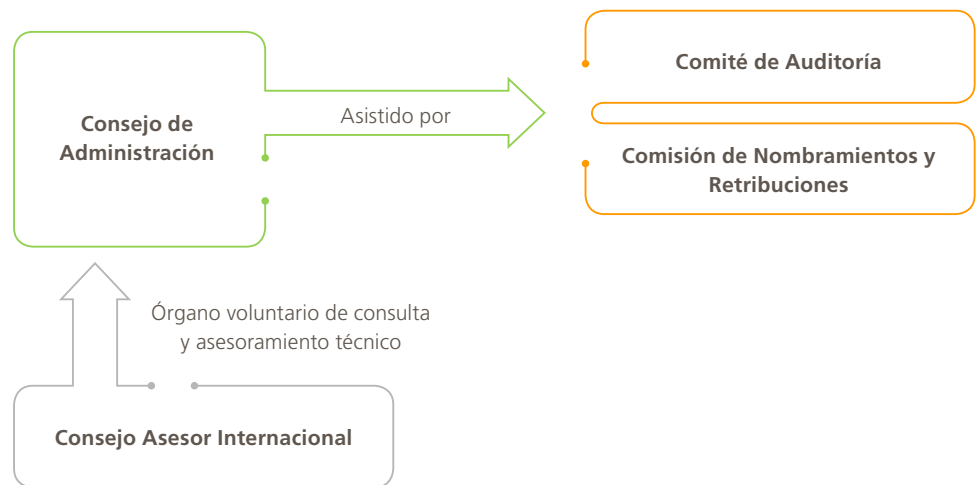 Consejo de
Administración
Asistido por
Comité de Auditoría
Comisión de Nombramientos y
Retribuciones
Órgano voluntario de consulta
y asesoramiento técnico
Consejo Asesor Internacional